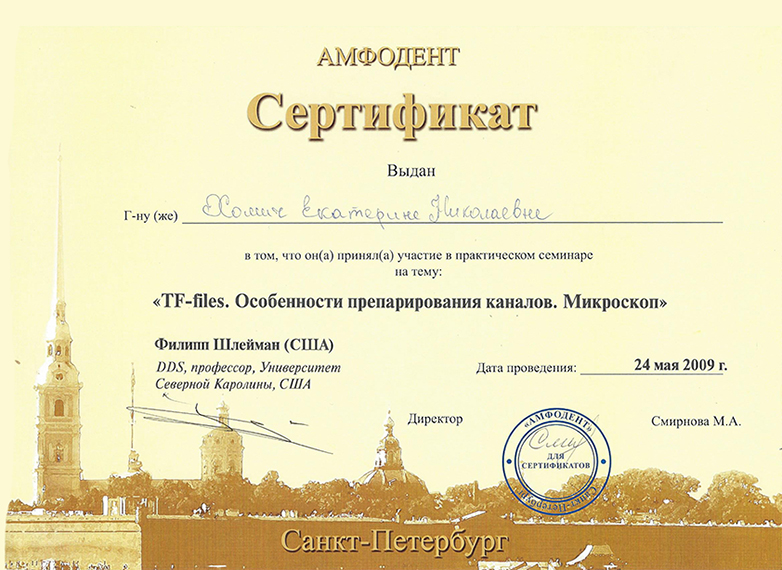 АМФОДЕНТ
Сертификат
Выдан
Г-ну (же) Хомич Екатерине Николаевне
в том, что он(а) принял(а) участие в практическом семинаре
на тему:
«TF-files. Особенности препарирования каналов. Микроскоп»
Филипп Шлейман (США)
DDS, профессор, Университет
Северной Каролины, США
Дата проведения: 24 мая 2009 г.
Директор
Смирнова М.А.
«АМФОДЕНТ»
ДЛЯ
СЕРТИФИКАТОВ
Санкт-Петербург
Санкт-Петербург